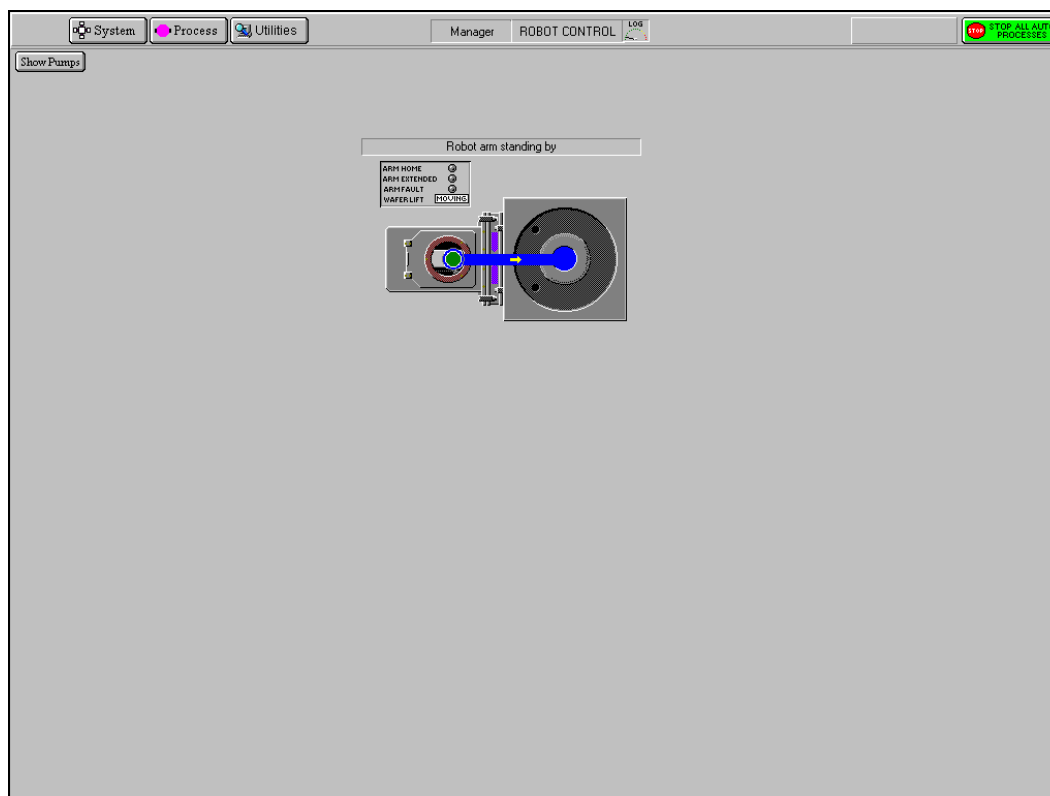 System Process Utilities Manager ROBOT CONTROL LOG STOP STOP ALL AUT
PROCESSES
Show Pumps
Robot arm standing by
ARM HOME
ARM EXTENDED
ARM FAULT
WAFER LIFT MOVING